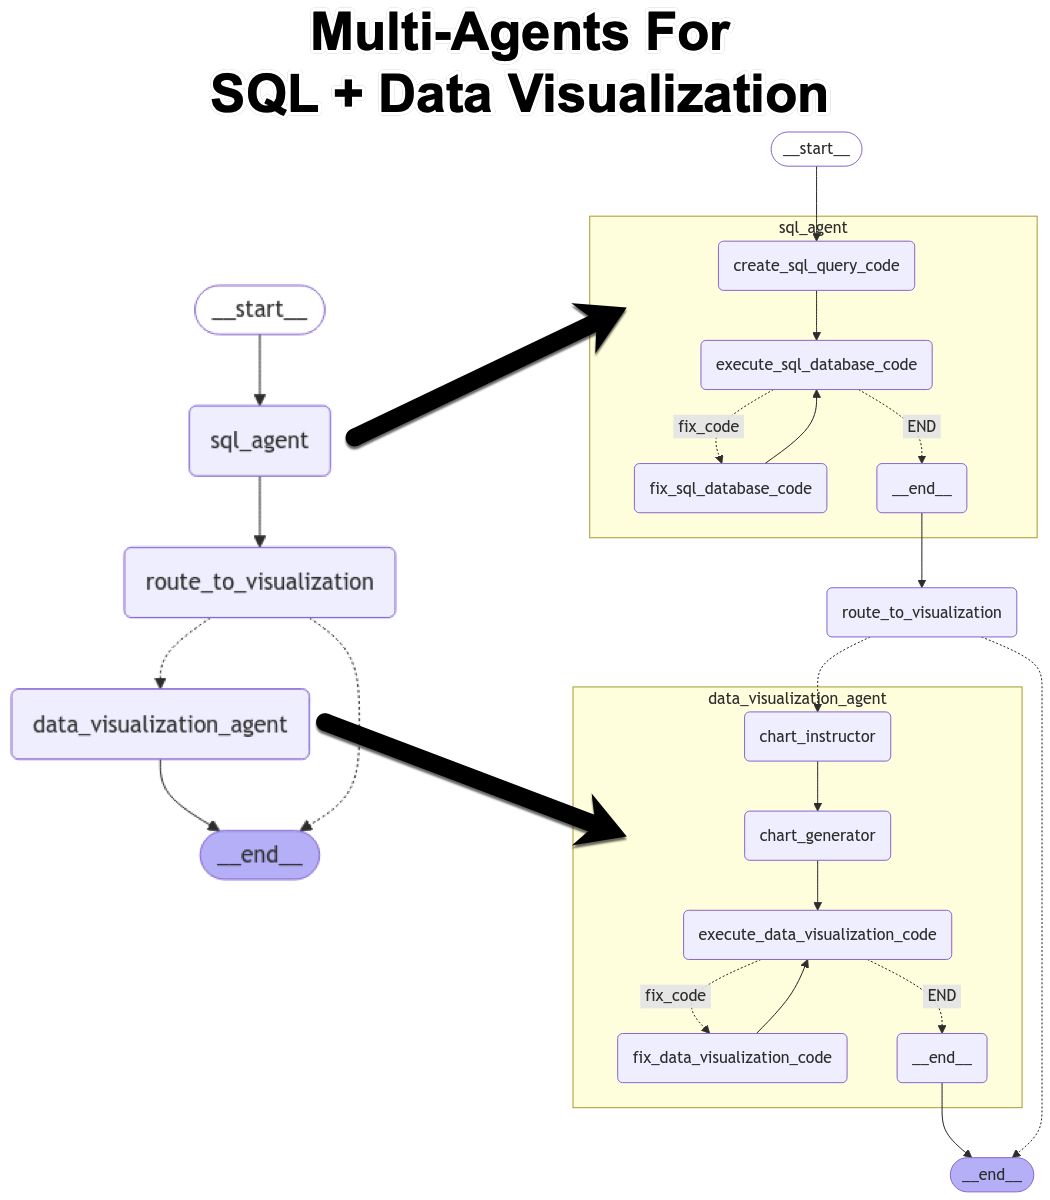 Multi-Agents For
SQL + Data Visualization
__start__
sql_agent
route_to_visualization
data_visualization_agent
__end__
__start__
sql_agent
create_sql_query_code
execute_sql_database_code
fix_code
END
fix_sql_database_code
__end__
route_to_visualization
data_visualization_agent
chart_instructor
chart_generator
execute_data_visualization_code
fix_code
END
fix_data_visualization_code
__end__
__end__